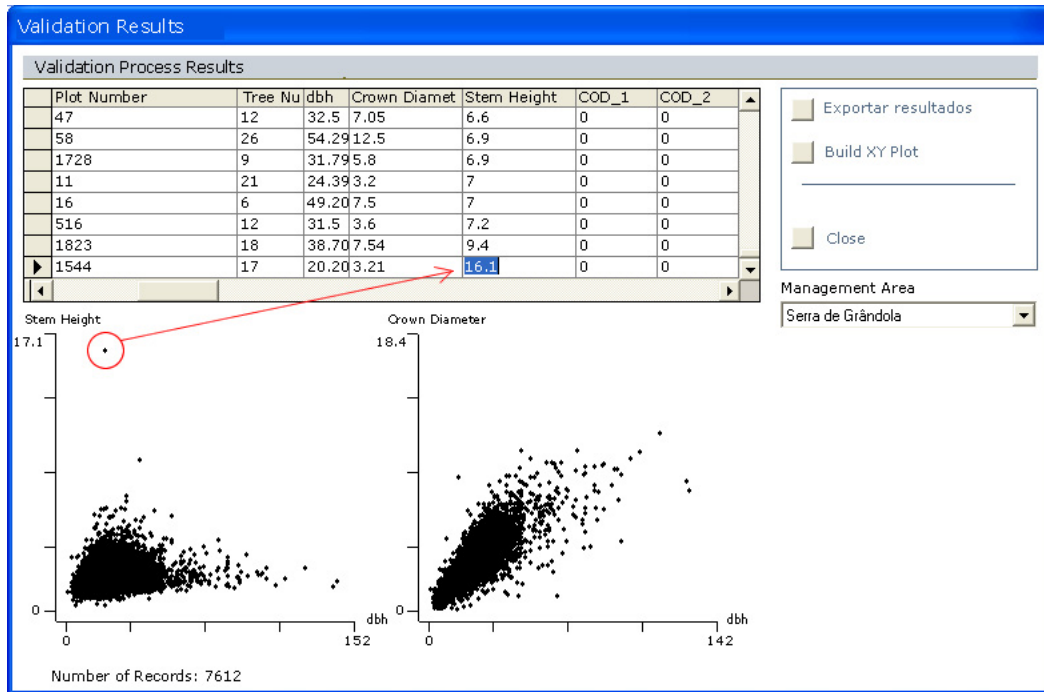 Validation Results
Validation Process Results
Plot Number Tree Nu dbh Crown Diamet Stem Height COD_1 COD_2
47 12 32.5 7.05 6.6 0 0
58 26 54.29 12.5 6.9 0 0
1728 9 31.79 5.8 6.9 0 0
11 21 24.39 3.2 7 0 0
16 6 49.20 7.5 7 0 0
516 12 31.5 3.6 7.2 0 0
1823 18 38.70 7.54 9.4 0 0
1544 17 20.20 3.21 16.1 0 0
Exportar resultados
Build XY Plot
Close
Management Area
Serra de Grândola
Stem Height
17.1
0
0
152
dbh
Crown Diameter
18.4
0
0
142
dbh
Number of Records: 7612